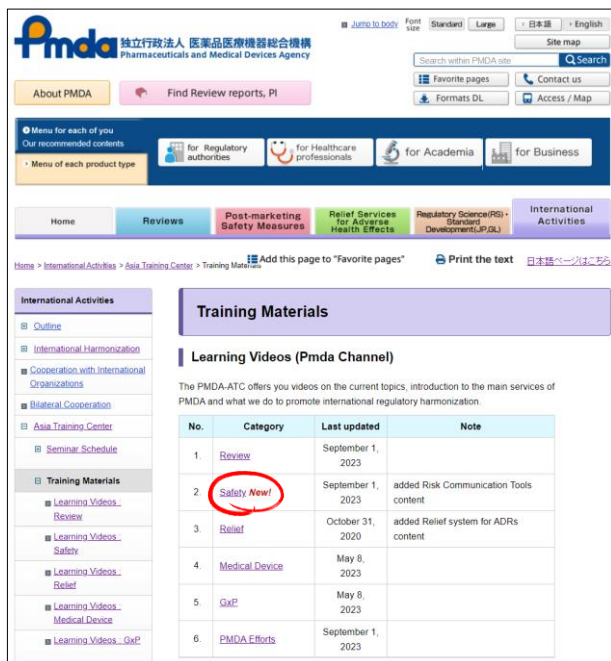 Jump to body Font size Standard Large 日本語 English
Pmda 独立行政法人 医薬品医療機器総合機構
Pharmaceuticals and Medical Devices Agency
Site map
Search within PMDA site Search
Favorite pages Contact us
Formats DL Access / Map
About PMDA Find Review reports, PI
Menu for each of you
Our recommended contents
Menu of each product type
for Regulatory authorities
for Healthcare professionals
for Academia
for Business
Home
Reviews
Post-marketing Safety Measures
Relief Services for Adverse Health Effects
Regulatory Science(RS)・Standard Development(JP,GL)
International Activities
Home > International Activities > Asia Training Center > Training Materials
Add this page to "Favorite pages" Print the text 日本語ページはこちら
International Activities
Outline
International Harmonization
Cooperation with International
Organizations
Bilateral Cooperation
Asia Training Center
Seminar Schedule
Training Materials
Learning Videos :
Review
Learning Videos :
Safety
Learning Videos :
Relief
Learning Videos :
Medical Device
Learning Videos : GxP
Training Materials
Learning Videos (Pmda Channel)
The PMDA-ATC offers you videos on the current topics, introduction to the main services of
PMDA and what we do to promote international regulatory harmonization.
No. Category Last updated Note
1. Review September 1, 2023
2. Safety New! September 1, 2023 added Risk Communication Tools content
3. Relief October 31, 2020 added Relief system for ADRs content
4. Medical Device May 8, 2023
5. GxP May 8, 2023
6. PMDA Efforts September 1, 2023